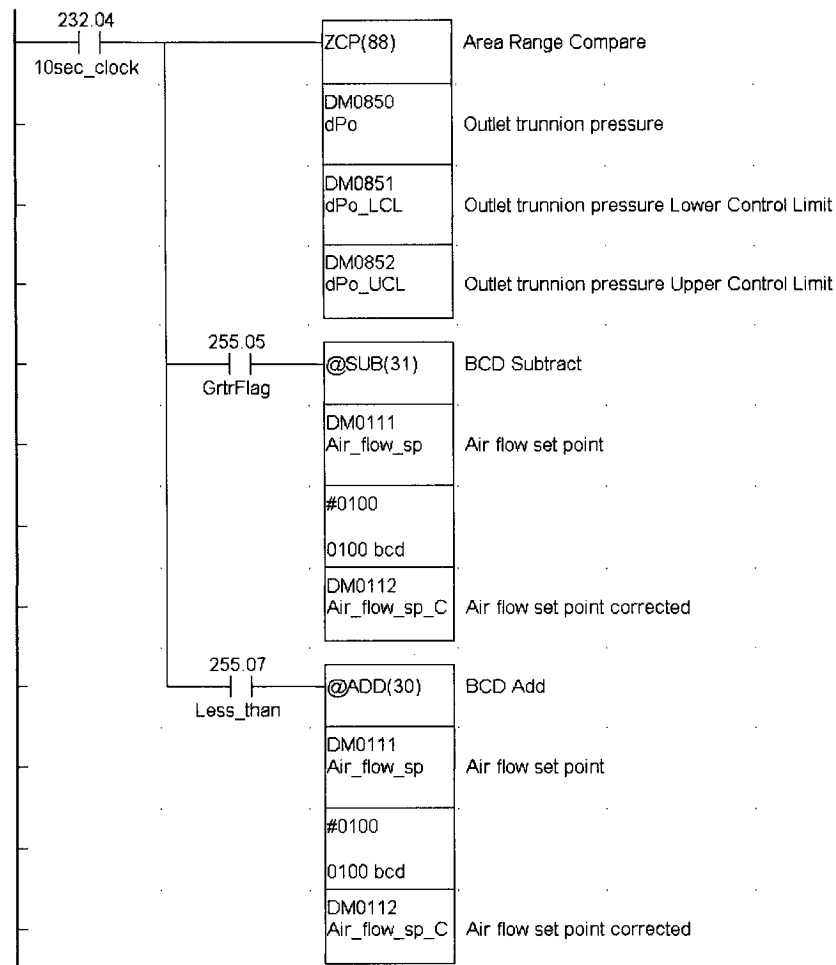 232.04
10sec_clock
ZCP(88) Area Range Compare
DM0850
dPo Outlet trunnion pressure
DM0851
dPo_LCL Outlet trunnion pressure Lower Control Limit
DM0852
dPo_UCL Outlet trunnion pressure Upper Control Limit
255.05
GrtrFlag
@SUB(31) BCD Subtract
DM0111
Air_flow_sp Air flow set point
#0100
0100 bcd
DM0112
Air_flow_sp_C Air flow set point corrected
255.07
Less_than
@ADD(30) BCD Add
DM0111
Air_flow_sp Air flow set point
#0100
0100 bcd
DM0112
Air_flow_sp_C Air flow set point corrected